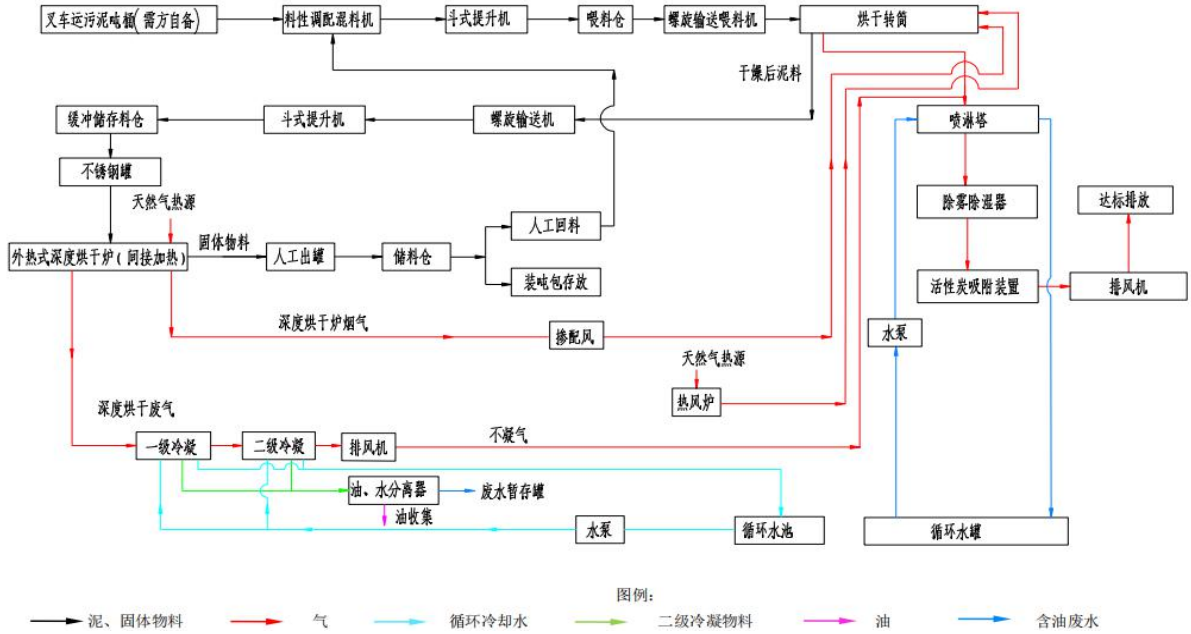 叉车运污泥吨桶(需方自备)
料性调配混料机
斗式提升机
喂料仓
螺旋输送喂料机
烘干转筒
干燥后泥料
缓冲储存料仓
斗式提升机
螺旋输送机
喷淋塔
不锈钢罐
天然气热源
除雾除湿器
达标排放
人工回料
外热式深度烘干炉(间接加热)
固体物料
人工出罐
储料仓
装吨包存放
活性炭吸附装置
排风机
深度烘干炉烟气
掺配风
水泵
天然气热源
热风炉
深度烘干废气
一级冷凝
二级冷凝
排风机
不凝气
油、水分离器
废水暂存罐
油收集
水泵
循环水池
循环水罐
图例:
泥、固体物料
气
循环冷却水
二级冷凝物料
油
含油废水